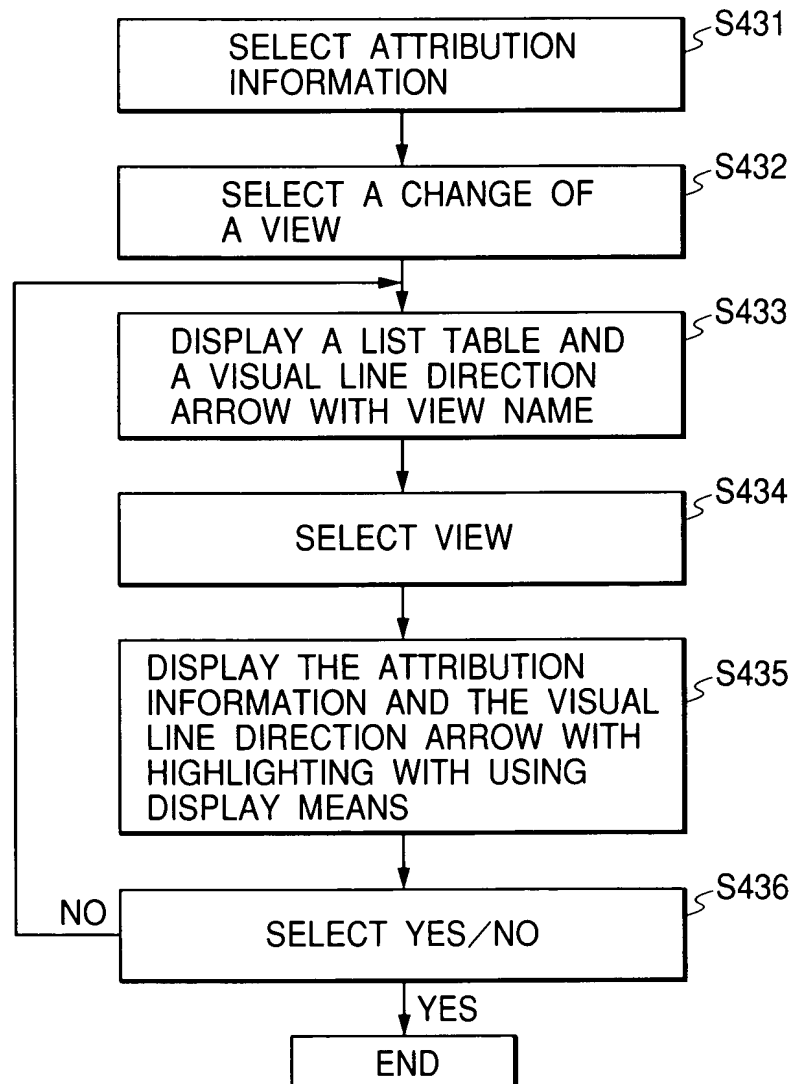 S431
SELECT ATTRIBUTION
INFORMATION
S432
SELECT A CHANGE OF
A VIEW
S433
DISPLAY A LIST TABLE AND
A VISUAL LINE DIRECTION
ARROW WITH VIEW NAME
S434
SELECT VIEW
S435
DISPLAY THE ATTRIBUTION
INFORMATION AND THE VISUAL
LINE DIRECTION ARROW WITH
HIGHLIGHTING WITH USING
DISPLAY MEANS
S436
NO
SELECT YES/NO
YES
END